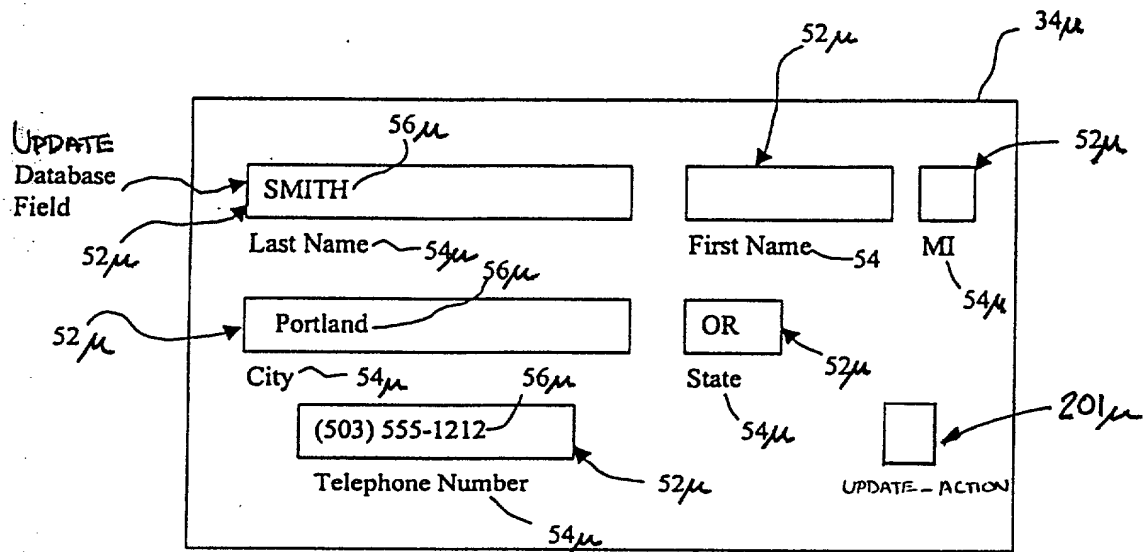 52μ
34μ
UPDATE
Database
Field
56μ
52μ
SMITH
52μ
Last Name
54μ
First Name
54
MI
54μ
56μ
52μ
Portland
OR
52μ
City
54μ
56μ
State
54μ
201μ
(503) 555-1212
52μ
UPDATE-ACTION
Telephone Number
54μ